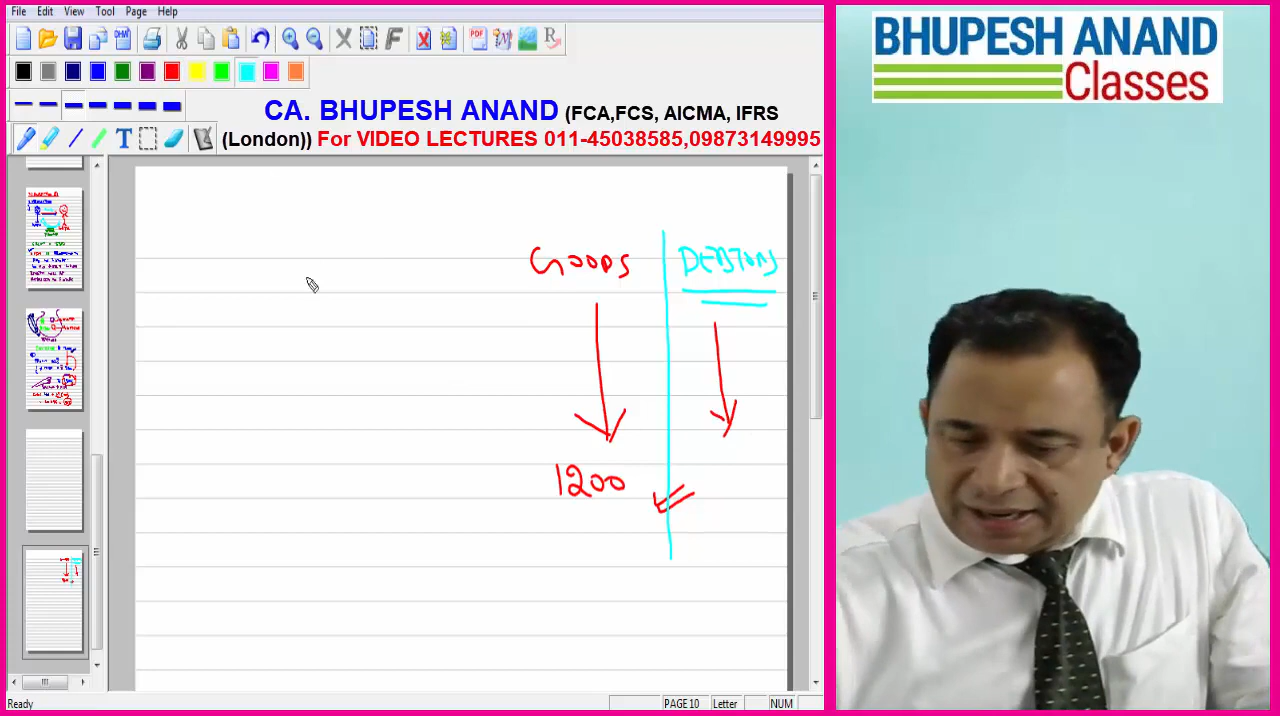 File Edit View Tool Page Help
BHUPESH ANAND
Classes
CA. BHUPESH ANAND (FCA,FCS, AICMA, IFRS
(London)) For VIDEO LECTURES 011-45038585,09873149995
GOODS DEBTORS
1200
Ready PAGE 10 Letter NUM